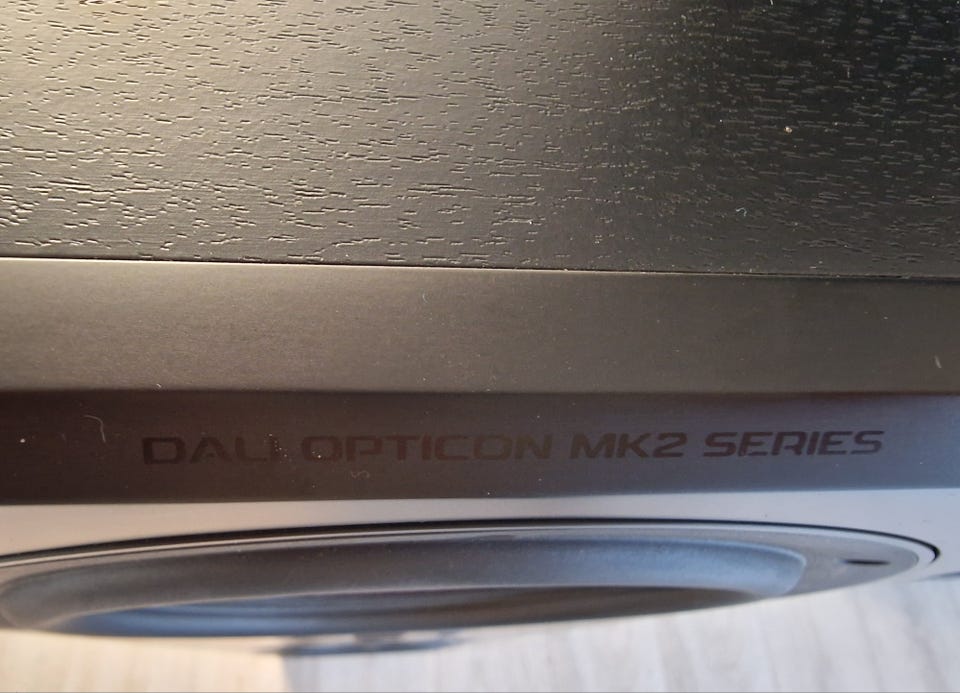 DALI OPTICON MK2 SERIES